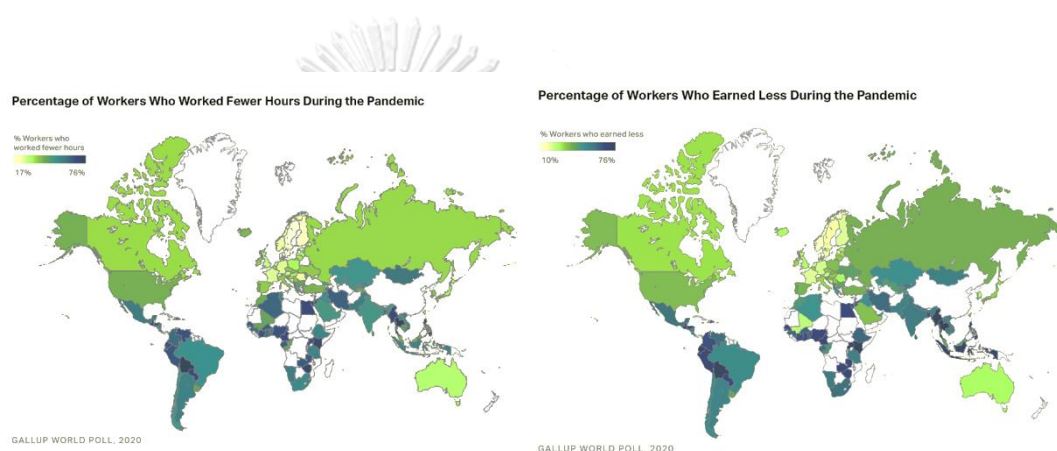 Percentage of Workers Who Worked Fewer Hours During the Pandemic
% Workers who
worked fewer hours
17% 76%
GALLUP WORLD POLL, 2020
Percentage of Workers Who Earned Less During the Pandemic
% Workers who earned less
10% 76%
GALLUP WORLD POLL, 2020